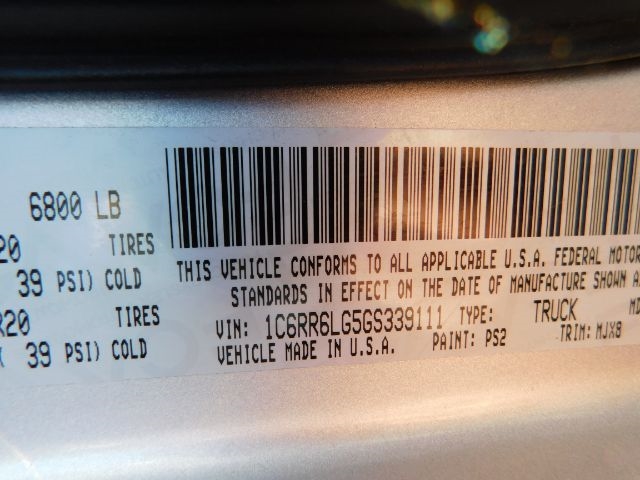 6800 LB
20 TIRES
39 PSI) COLD
X20 TIRES
39 PSI) COLD
THIS VEHICLE CONFORMS TO ALL APPLICABLE U.S.A. FEDERAL MOTOR
STANDARDS IN EFFECT ON THE DATE OF MANUFACTURE SHOWN A
VIN: 1C6RR6LG5GS339111 TYPE: TRUCK MD
VEHICLE MADE IN U.S.A. PAINT: PS2 TRIM: MJX8